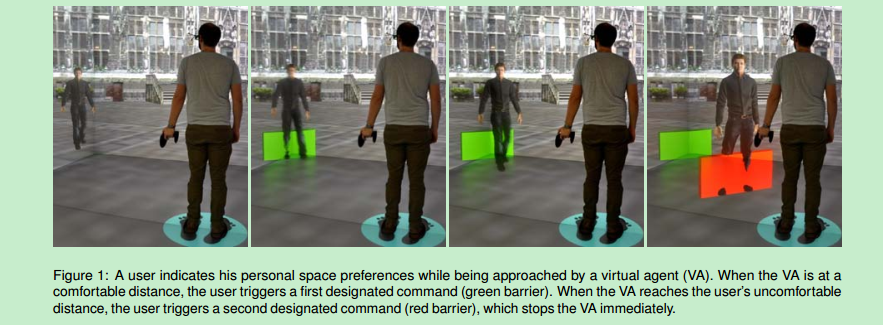 Figure 1: A user indicates his personal space preferences while being approached by a virtual agent (VA). When the VA is at a
comfortable distance, the user triggers a first designated command (green barrier). When the VA reaches the user's uncomfortable
distance, the user triggers a second designated command (red barrier), which stops the VA immediately.